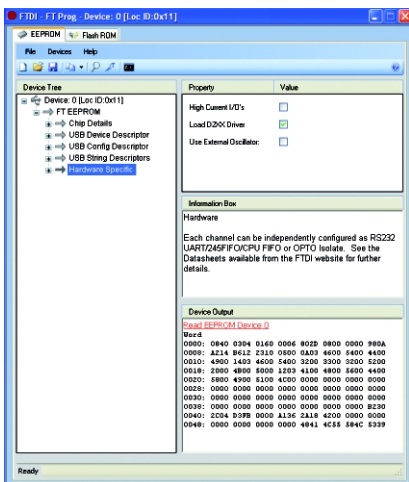 FTDI - FT Prog - Device: 0 [Loc ID:0x11]
EEPROM Flash ROM
File Devices Help
Device Tree
Device: 0 [Loc ID:0x11]
FT EEPROM
Chip Details
USB Device Descriptor
USB Config Descriptor
USB String Descriptors
Hardware Specific
Property Value
High Current I/O's
Load D2XX Driver
Use External Oscillator:
Information Box
Hardware
Each channel can be independently configured as RS232
UART/245FIFO/CPU FIFO or OPTO Isolate. See the
Datasheets available from the FTDI website for further
details.
Device Output
Read EEPROM Device 0
Word
0000: 0840 0304 0160 0006 802D 0800 0000 980A
0008: A214 B612 2310 0500 0A03 4600 5400 4400
0010: 4900 1403 4600 5400 3200 3300 3200 5200
0018: 2000 4B00 5000 1203 4100 4800 5600 4400
0020: 5800 4900 5100 4C00 0000 0000 0000 0000
0028: 0000 0000 0000 0000 0000 0000 0000 0000
0030: 0000 0000 0000 0000 0000 0000 0000 0000
0038: 0000 0000 0000 0000 0000 0000 0000 B230
0040: 2C04 D3FB 0000 A136 2A18 4200 0000 0000
0048: 0000 0000 0000 0000 4841 4C55 584C 5339
Ready